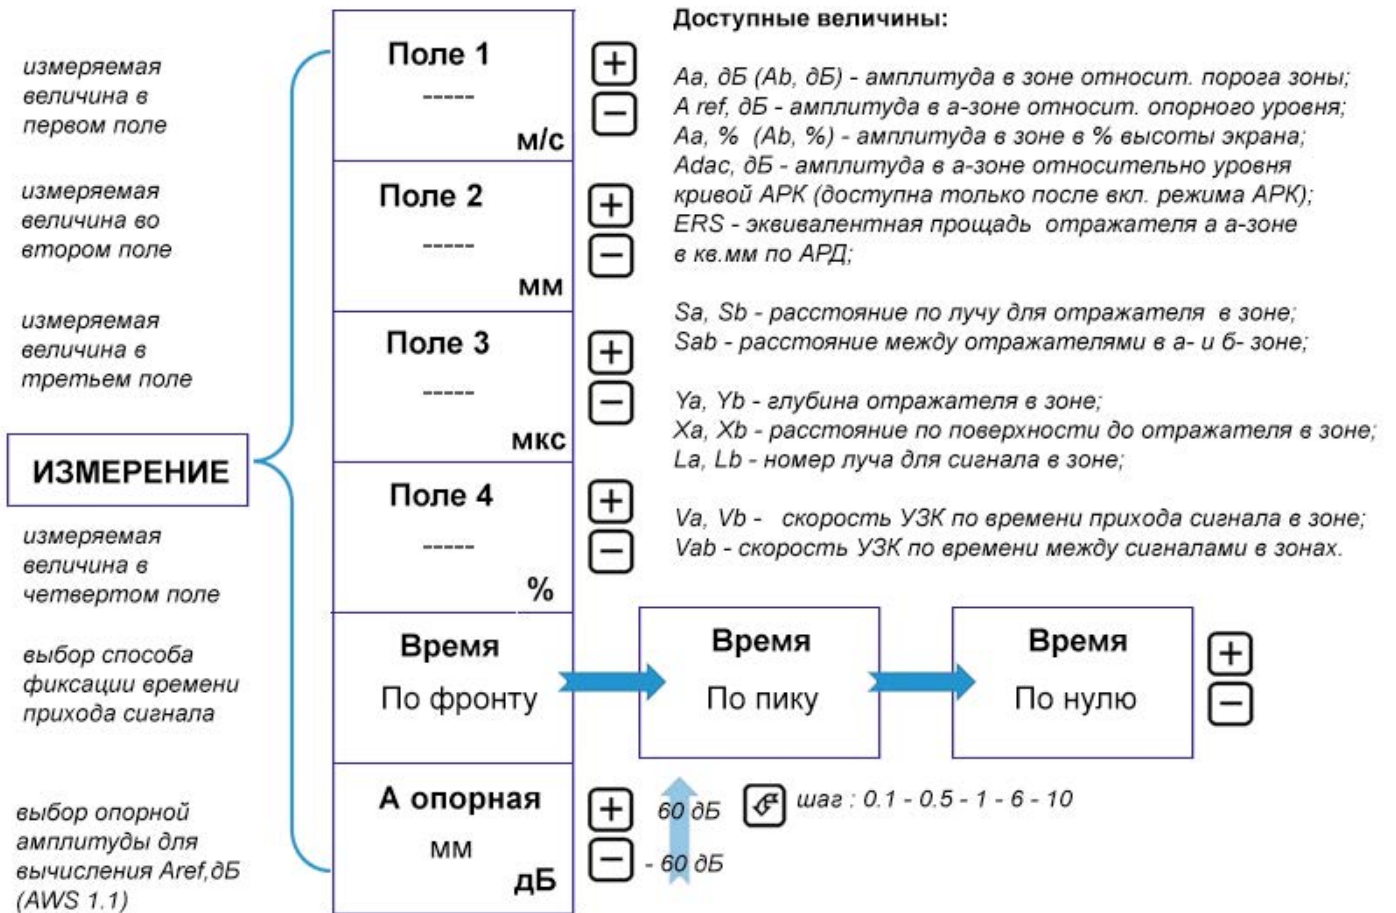 измеряемая
величина в
первом поле
измеряемая
величина во
втором поле
измеряемая
величина в
третьем поле
ИЗМЕРЕНИЕ
измеряемая
величина в
четвертом поле
выбор способа
фиксации времени
прихода сигнала
выбор опорной
амплитуды для
вычисления Aref,дБ
(AWS 1.1)
Поле 1
-----
м/с
Поле 2
-----
мм
Поле 3
-----
мкс
Поле 4
-----
%
Время
По фронту
Время
По пику
Время
По нулю
А опорная
мм
дБ
60 дБ
- 60 дБ
шаг : 0.1 - 0.5 - 1 - 6 - 10
Доступные величины:
Aa, дБ (Ab, дБ) - амплитуда в зоне относит. порога зоны;
A ref, дБ - амплитуда в а-зоне относит. опорного уровня;
Aa, % (Ab, %) - амплитуда в зоне в % высоты экрана;
Adac, дБ - амплитуда в а-зоне относительно уровня
кривой АРК (доступна только после вкл. режима АРК);
ERS - эквивалентная прощадь отражателя а а-зоне
в кв.мм по АРД;
Sa, Sb - расстояние по лучу для отражателя в зоне;
Sab - расстояние между отражателями в а- и б- зоне;
Ya, Yb - глубина отражателя в зоне;
Xa, Xb - расстояние по поверхности до отражателя в зоне;
La, Lb - номер луча для сигнала в зоне;
Va, Vb - скорость УЗК по времени прихода сигнала в зоне;
Vab - скорость УЗК по времени между сигналами в зонах.